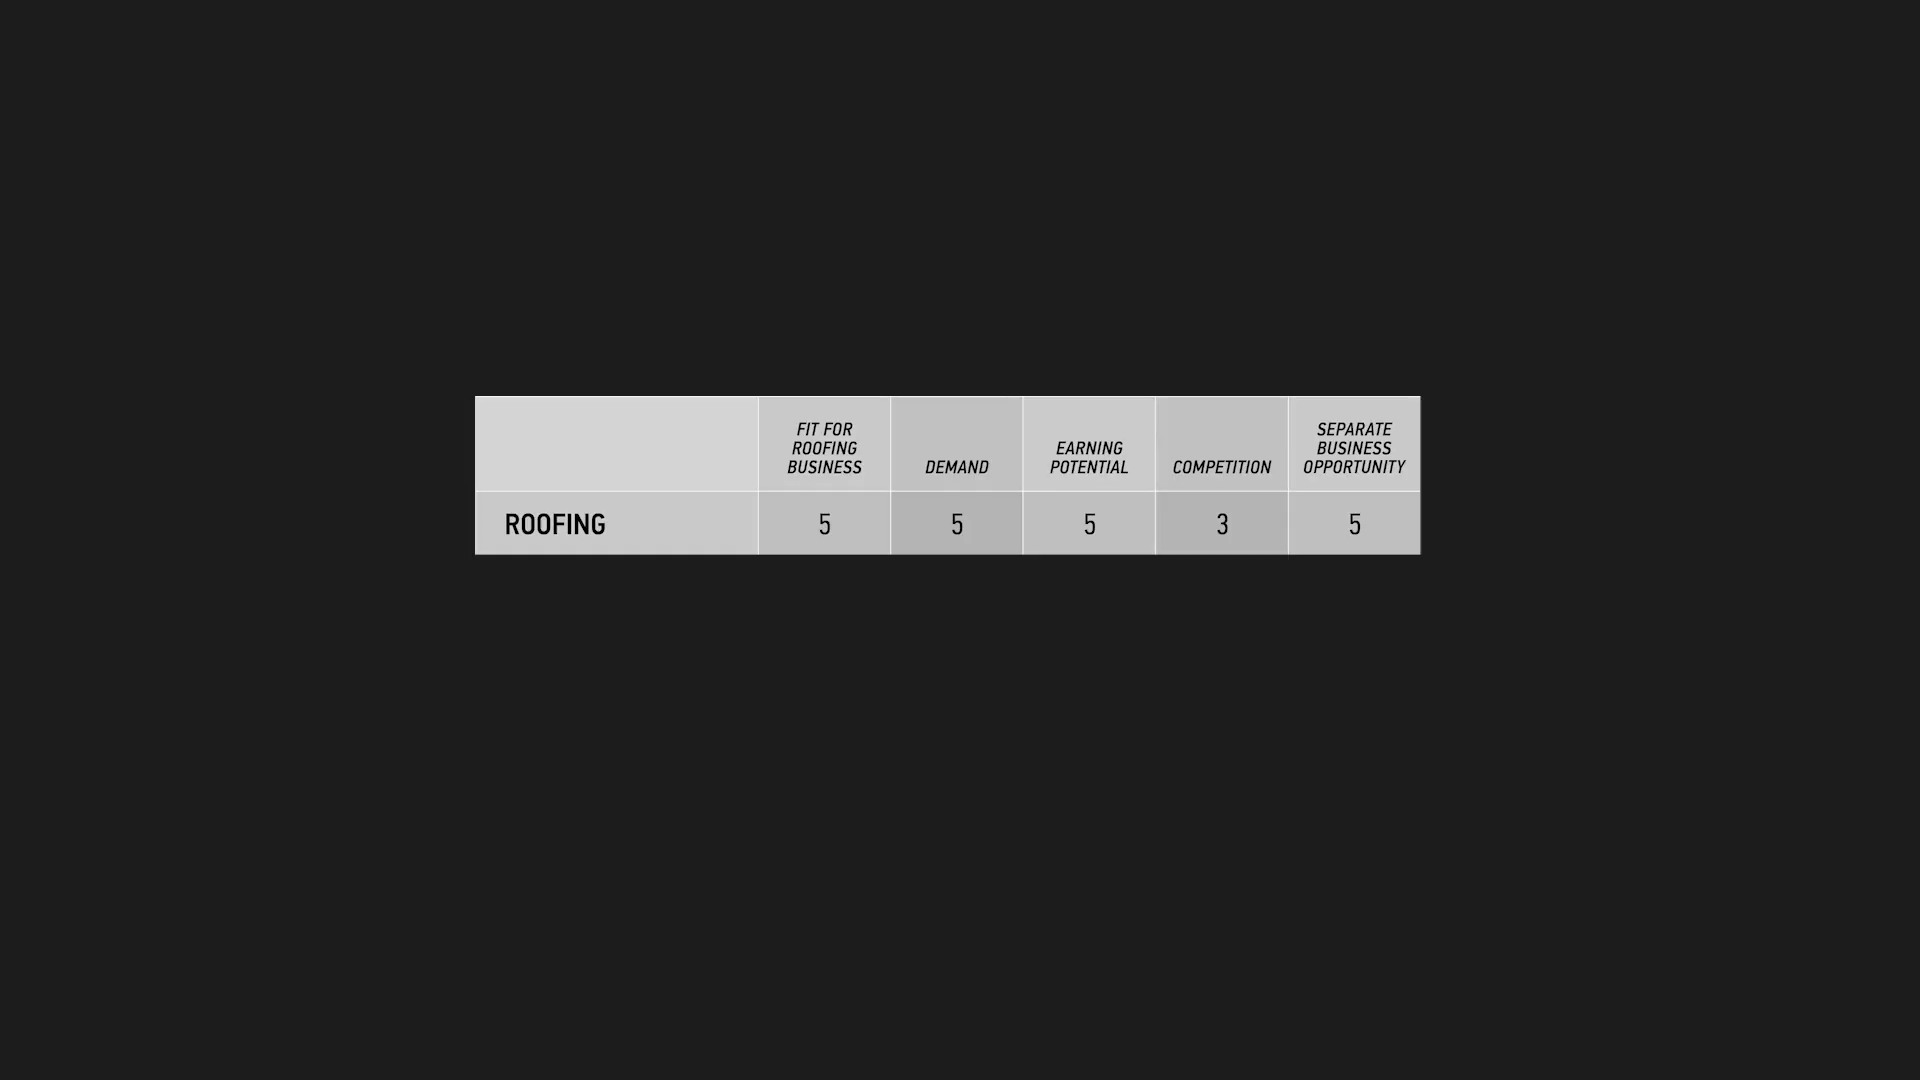 FIT FOR
ROOFING
BUSINESS
DEMAND
EARNING
POTENTIAL
COMPETITION
SEPARATE
BUSINESS
OPPORTUNITY
ROOFING 5 5 5 3 5